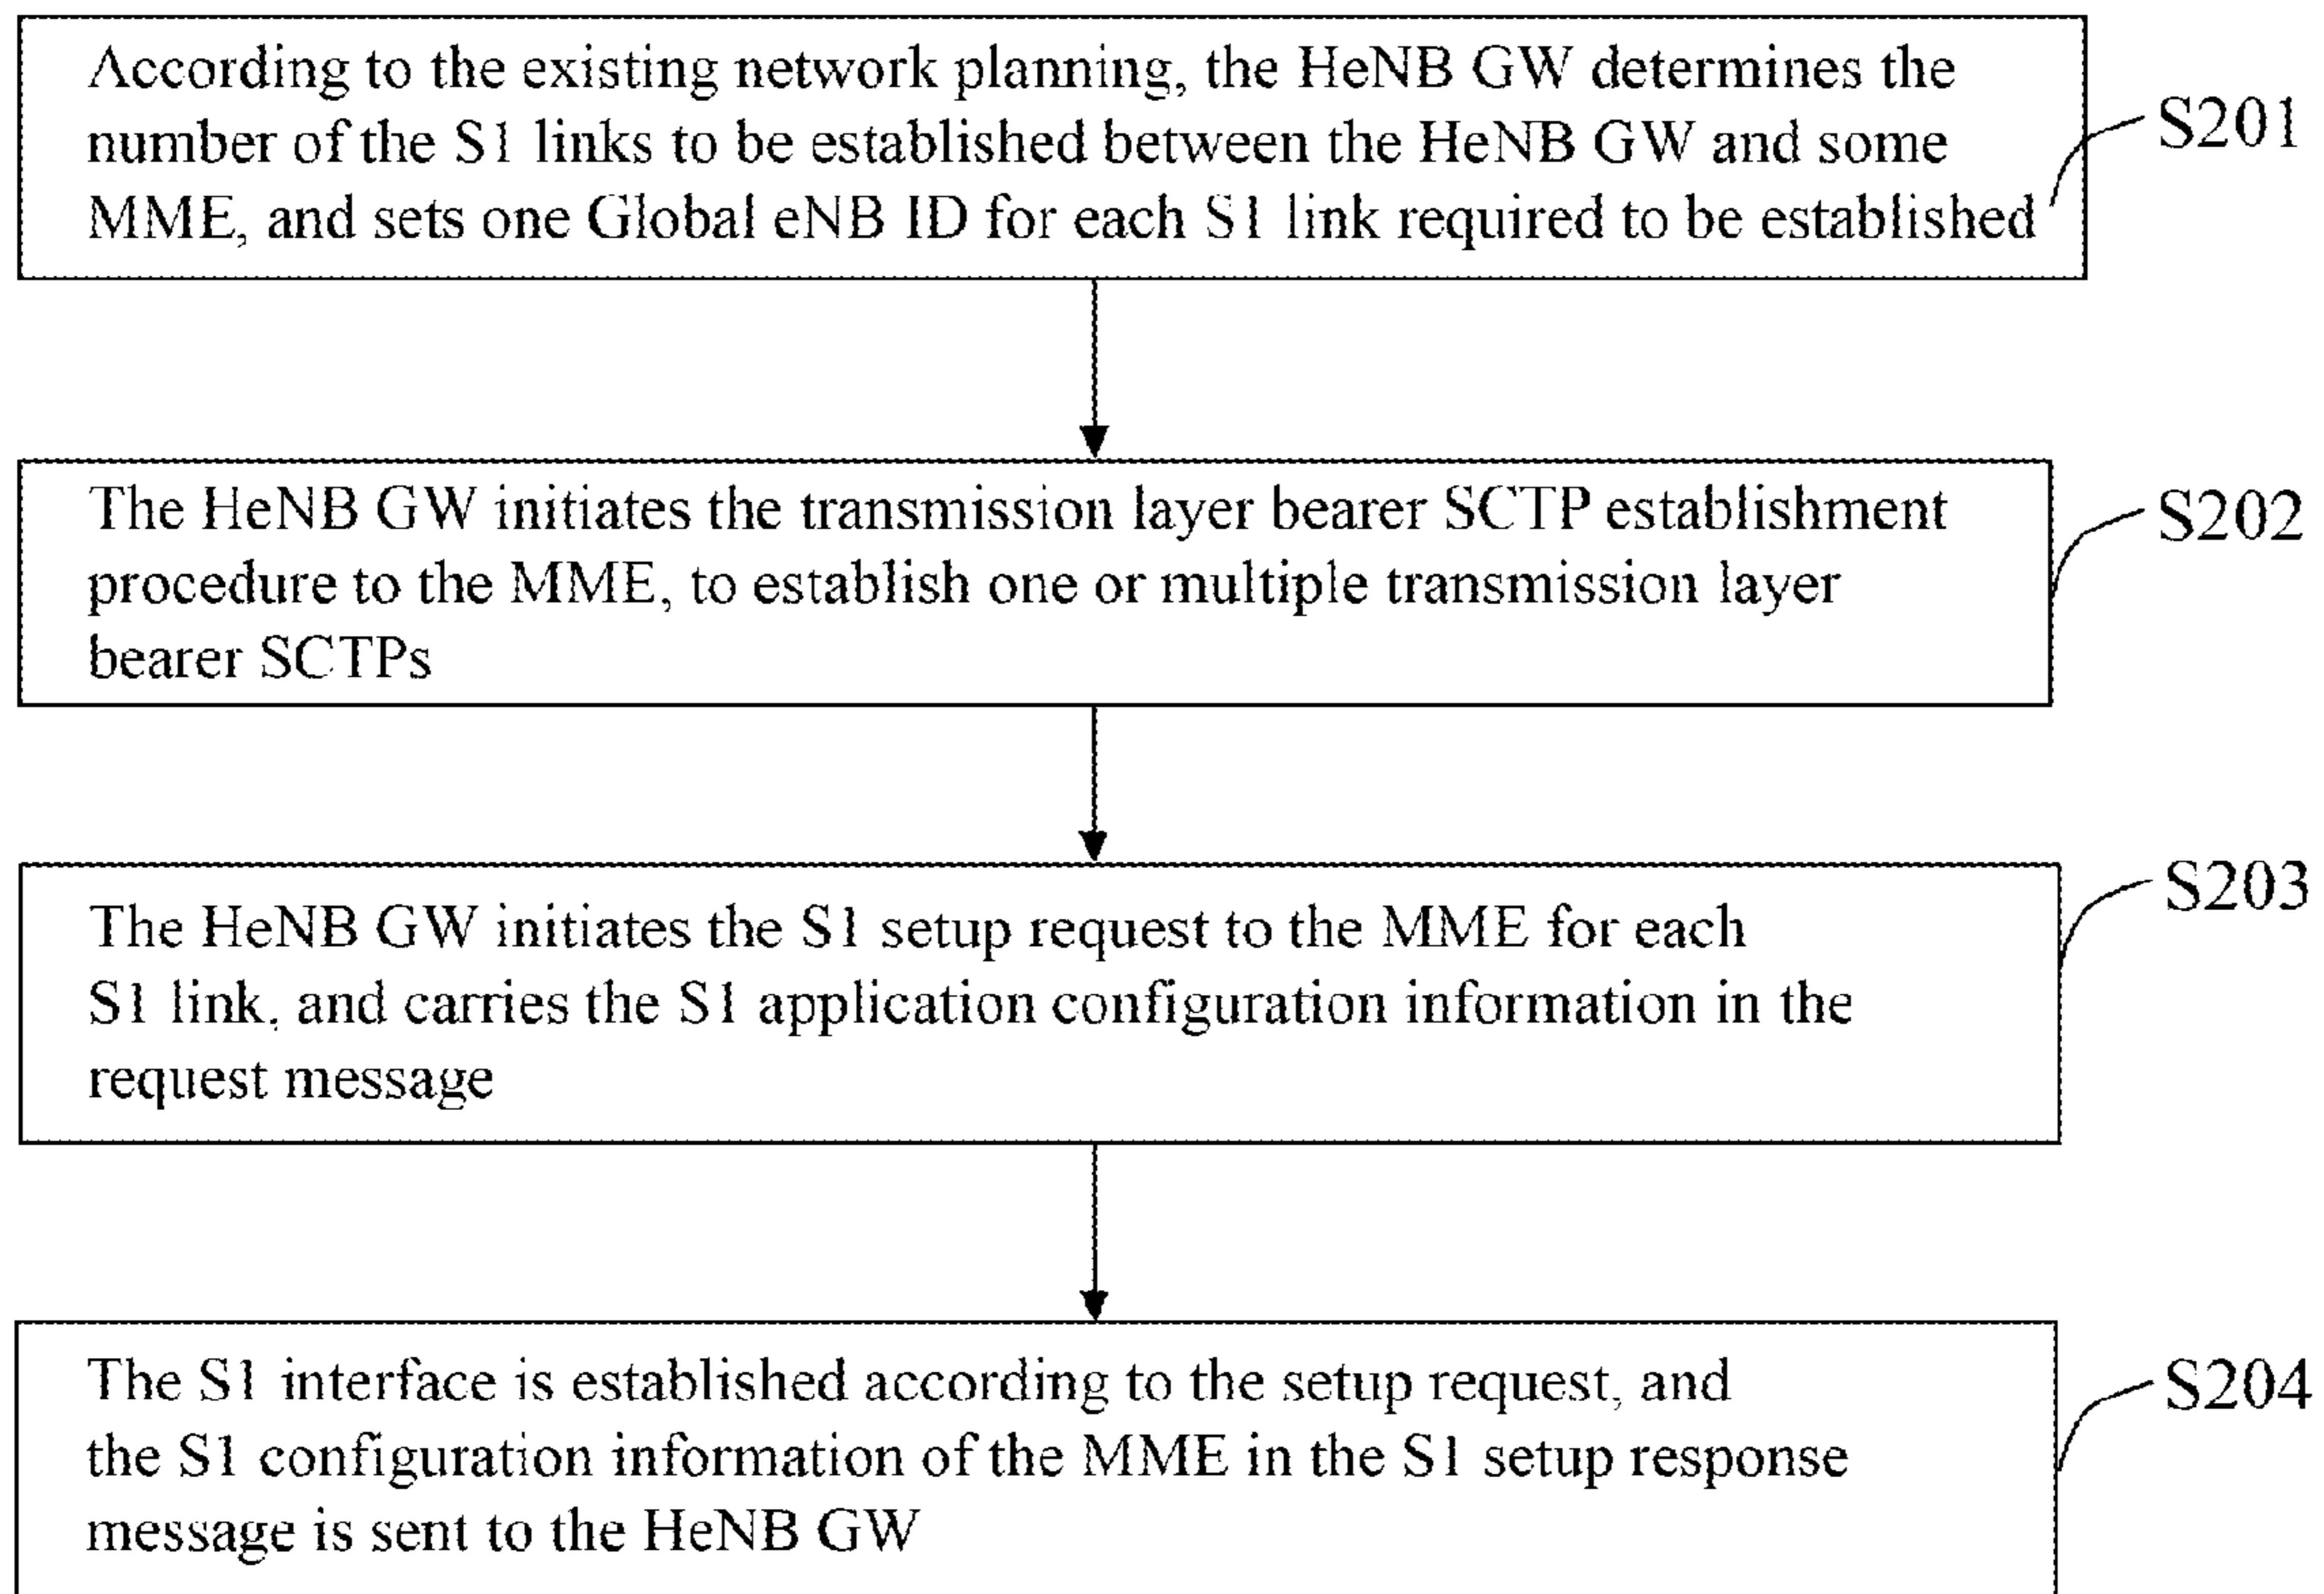 According to the existing network planning, the HeNB GW determines the
number of the S1 links to be established between the HeNB GW and some
MME, and sets one Global eNB ID for each S1 link required to be established
S201
The HeNB GW initiates the transmission layer bearer SCTP establishment
procedure to the MME, to establish one or multiple transmission layer
bearer SCTPs
S202
The HeNB GW initiates the S1 setup request to the MME for each
S1 link, and carries the S1 application configuration information in the
request message
S203
The S1 interface is established according to the setup request, and
the S1 configuration information of the MME in the S1 setup response
message is sent to the HeNB GW
S204